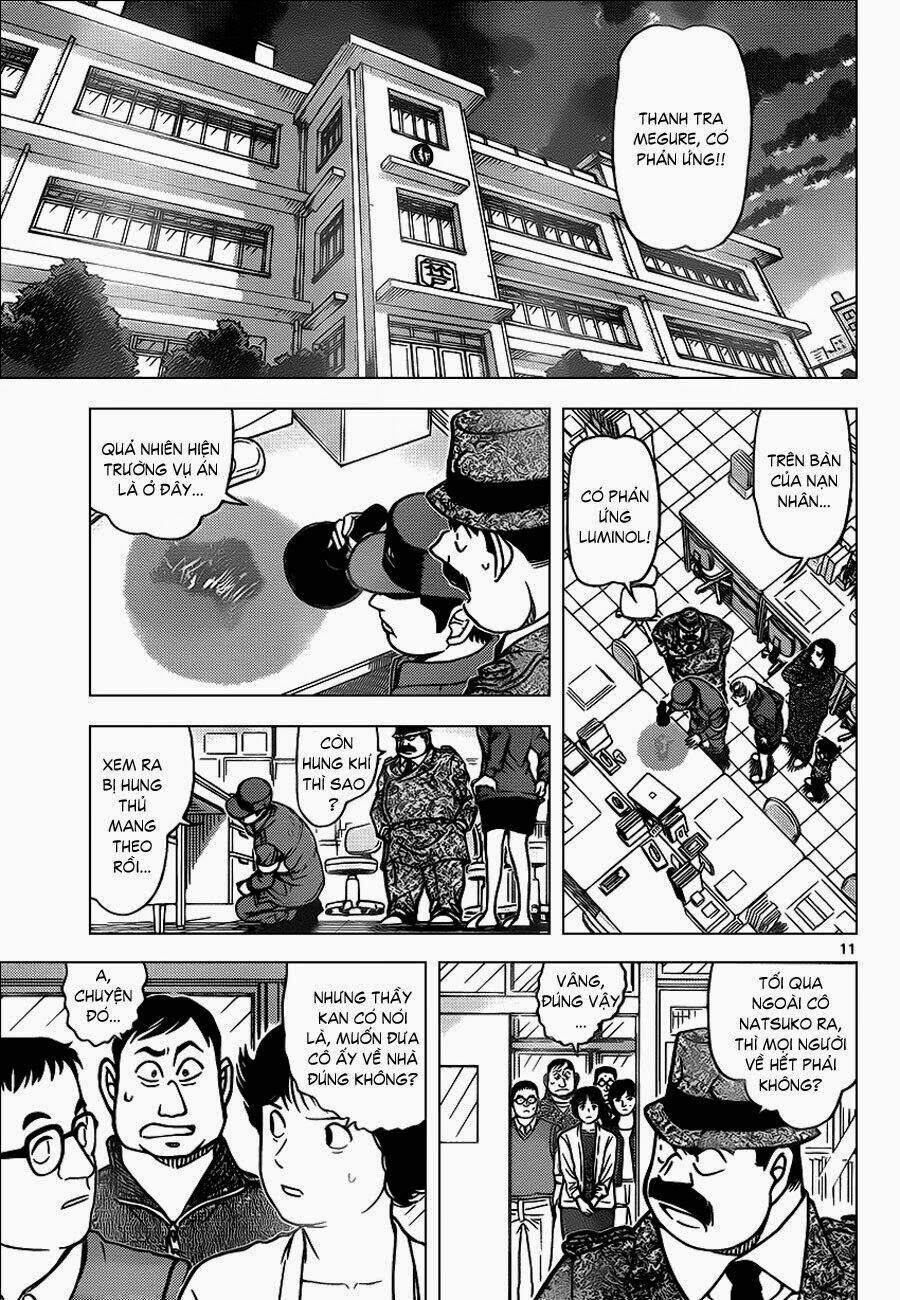 THANH TRA
MEGURE, CÓ
PHẢN ỨNG!!
TRÊN BÀN
CỦA NẠN
NHÂN...
CÓ PHẢN
ỨNG
LUMINOL!
QUẢ NHIÊN HIỆN
TRƯỜNG VỤ ÁN
LÀ Ở ĐÂY...
CÒN
HUNG KHÍ
THÌ SAO
?
XEM RA
BỊ HUNG
THỦ
MANG
THEO
RỒI...
11
TỐI QUA
NGOÀI CÔ
NATSUKO RA,
THÌ MỌI NGƯỜI
VỀ HẾT PHẢI
KHÔNG?
VÂNG,
ĐÚNG VẬY
...
NHƯNG THẦY
KAN CÓ NÓI
LÀ, MUỐN ĐƯA
CÔ ẤY VỀ NHÀ
ĐÚNG KHÔNG?
A,
CHUYỆN
ĐÓ...